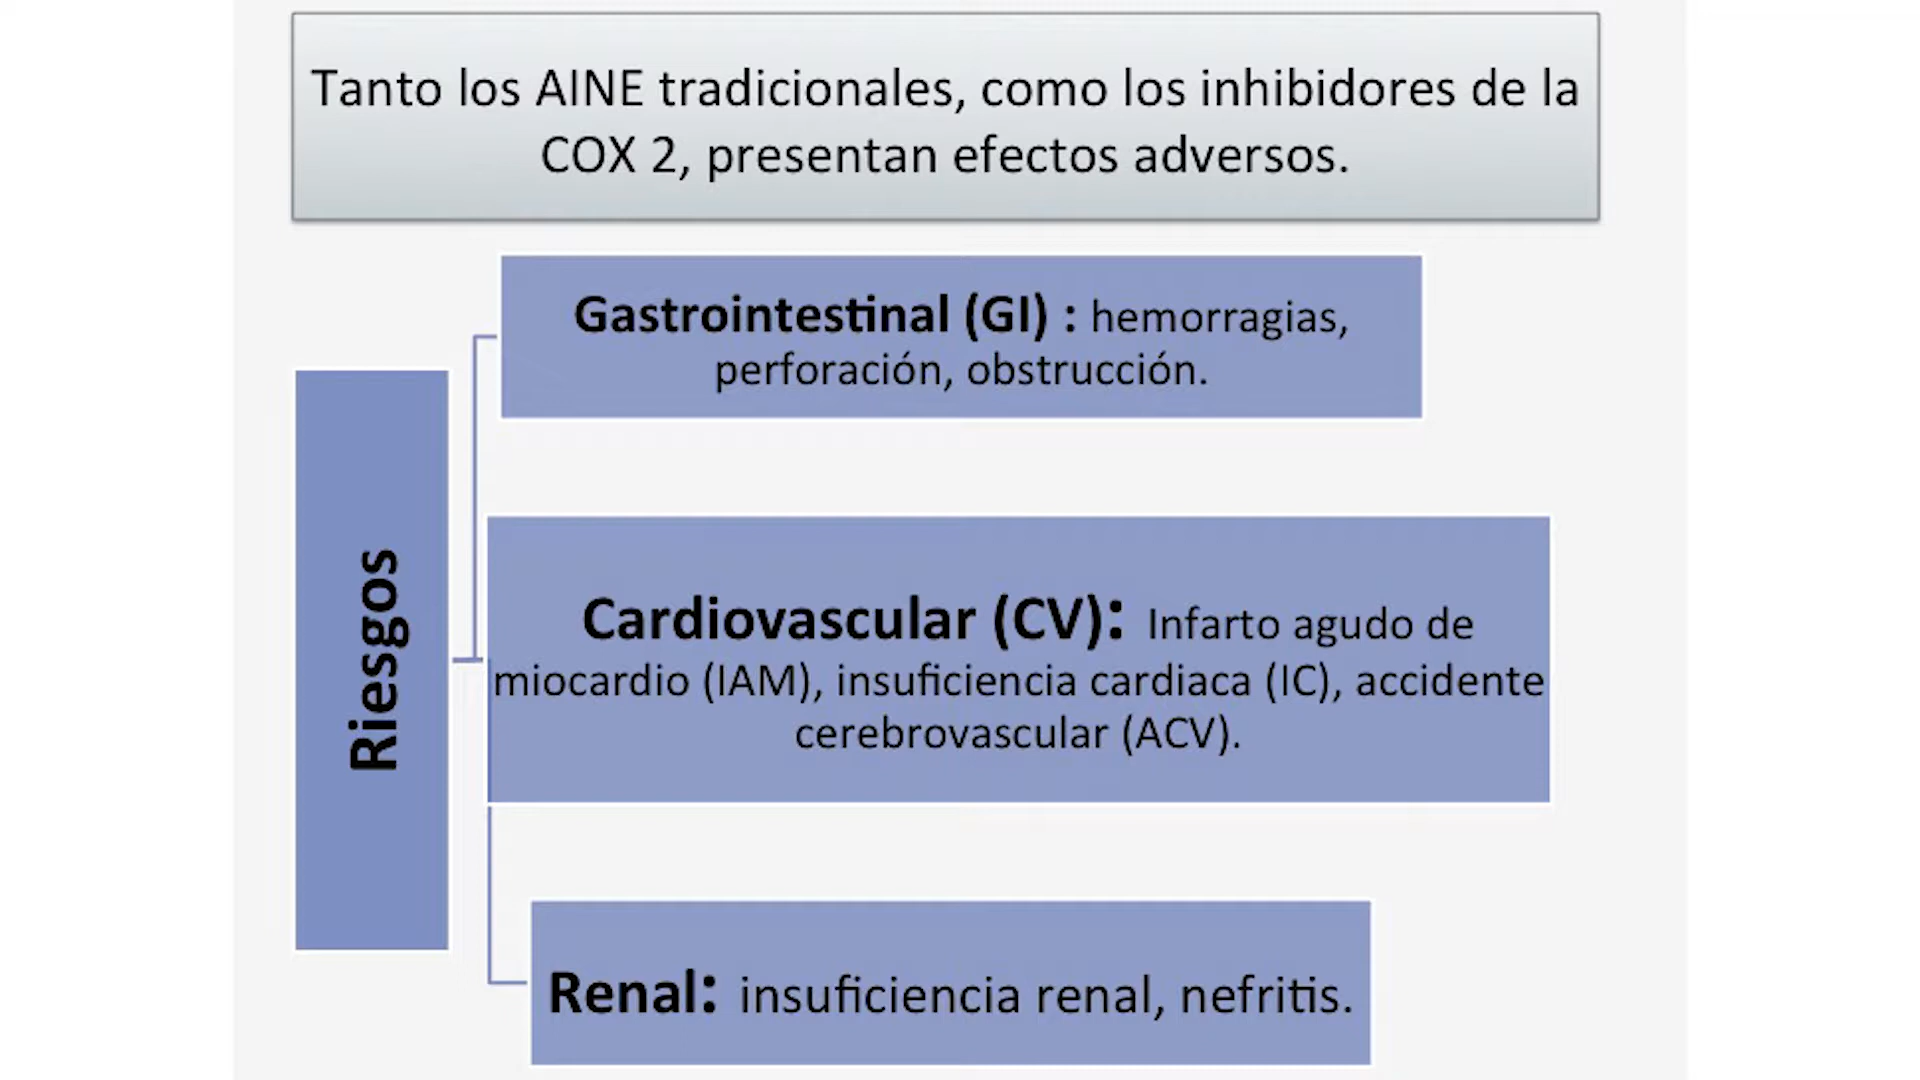 Tanto los AINE tradicionales, como los inhibidores de la
COX 2, presentan efectos adversos.
Riesgos
Gastrointestinal (GI) : hemorragias,
perforación, obstrucción.
Cardiovascular (CV): Infarto agudo de
miocardio (IAM), insuficiencia cardiaca (IC), accidente
cerebrovascular (ACV).
Renal: insuficiencia renal, nefritis.